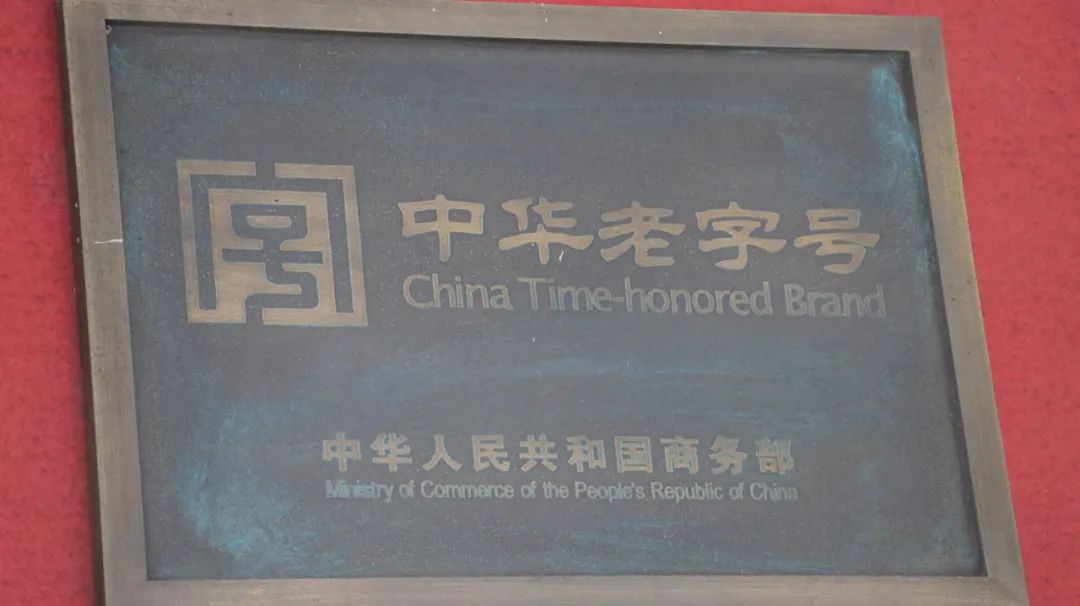 中华老字号
China Time-honored Brand
中华人民共和国商务部
Ministry of Commerce of the People's Republic of China